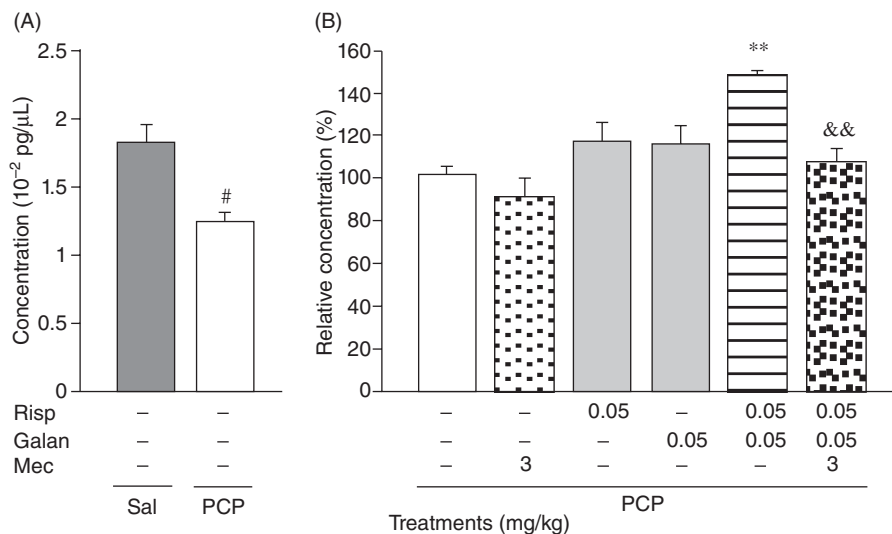 (A)
2.5
2
1.5
1
0.5
0
Concentration (10⁻² pg/μL)
#
Risp – –
Galan – –
Mec – –
Sal PCP
(B)
160
140
120
100
80
60
40
20
0
Relative concentration (%)
**
&&
– – 0.05 – 0.05 0.05
– – – 0.05 0.05 0.05
– 3 – – – 3
PCP
Treatments (mg/kg)